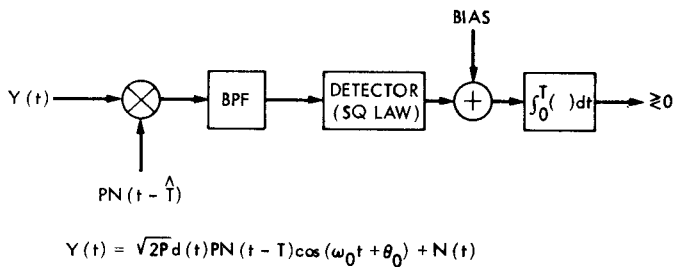 BIAS
Y(t)
BPF
DETECTOR
(SQ LAW)
+
∫₀ᵀ( )dt
≷0
PN(t - T̂)
Y(t) = √2P d(t)PN(t - T)cos(ω₀t + θ₀) + N(t)